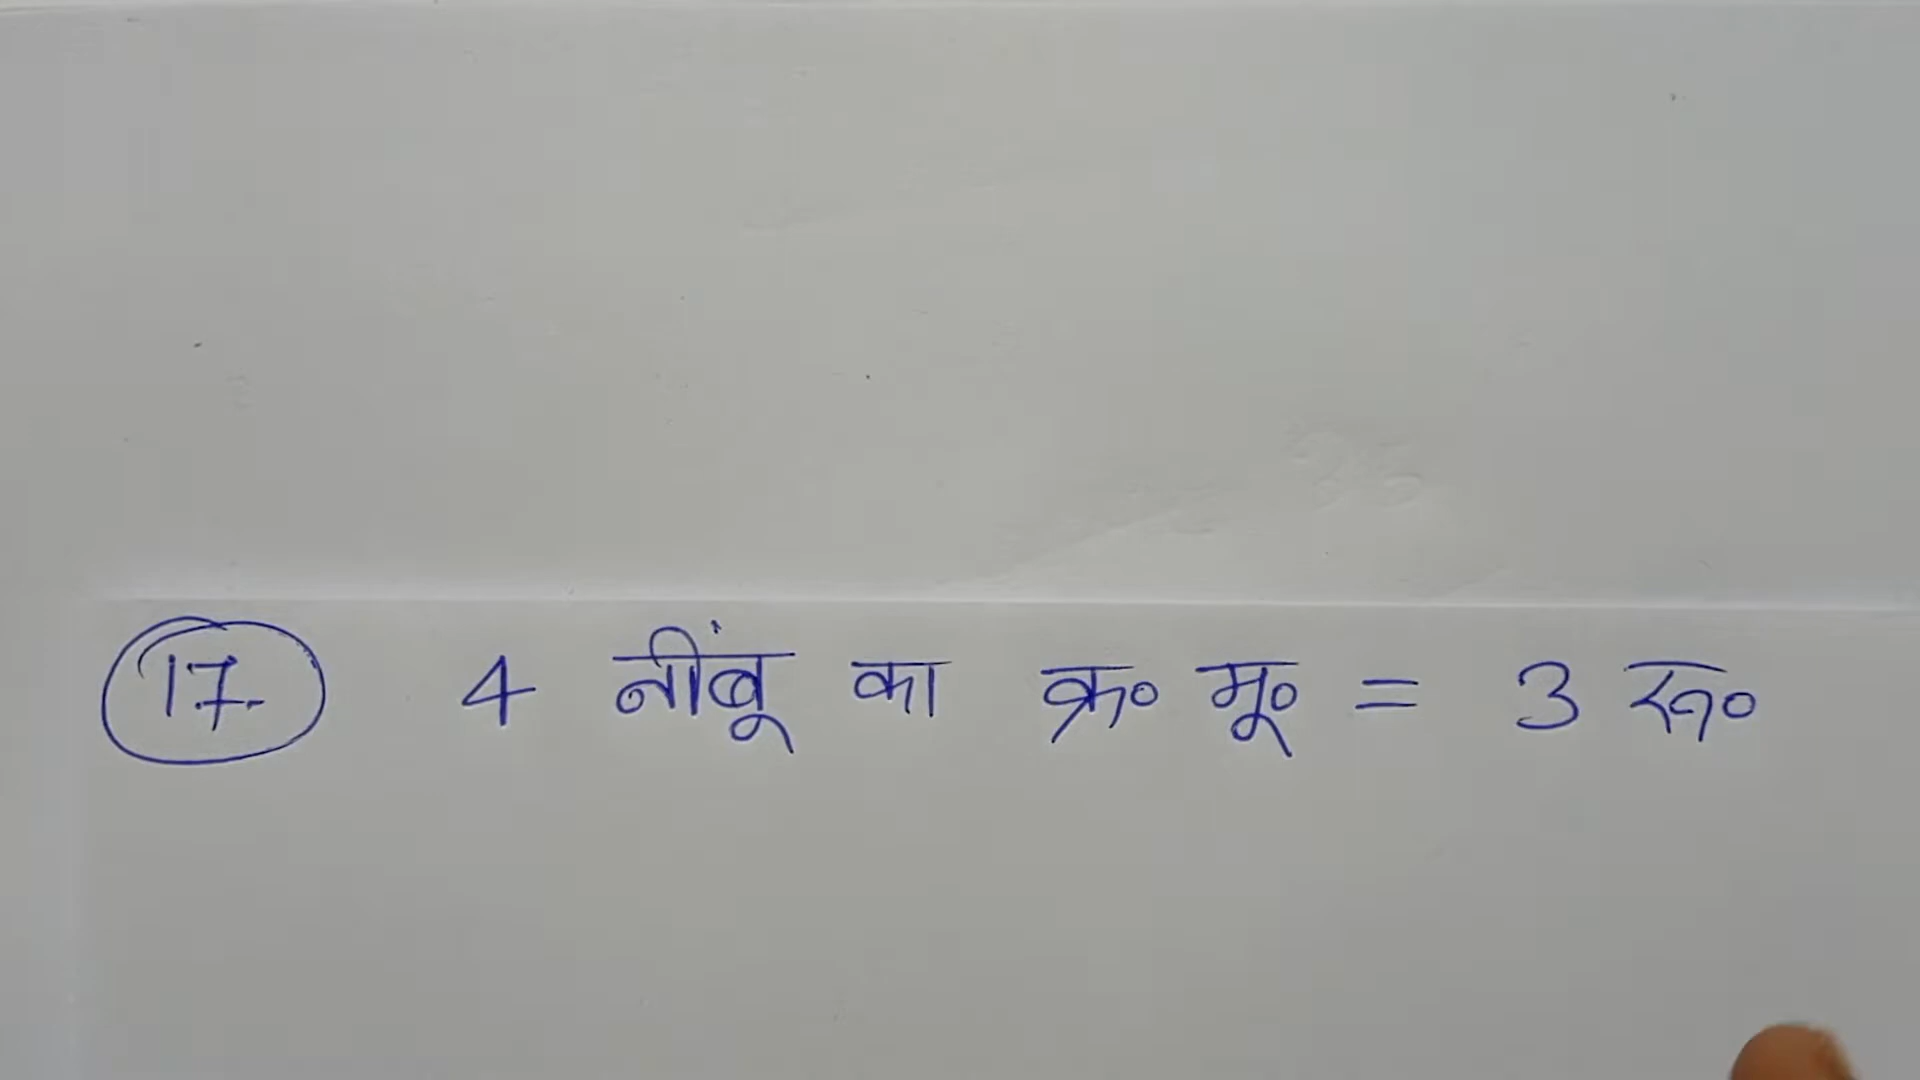 17. 4 नींबू का क्र० मू० = 3 रू०